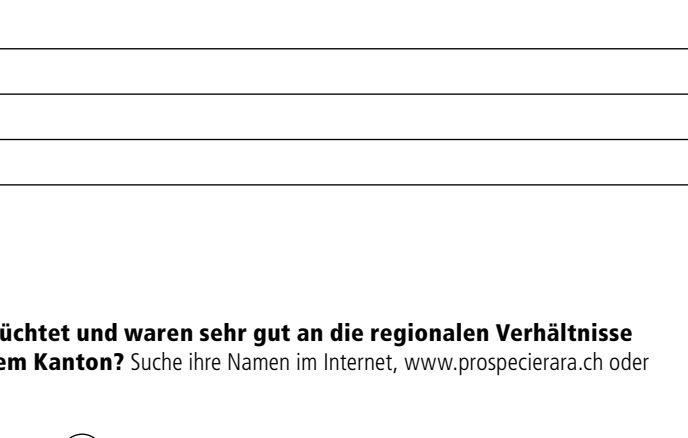 üchtet und waren sehr gut an die regionalen Verhältnisse
em Kanton? Suche ihre Namen im Internet, www.prospecierara.ch oder